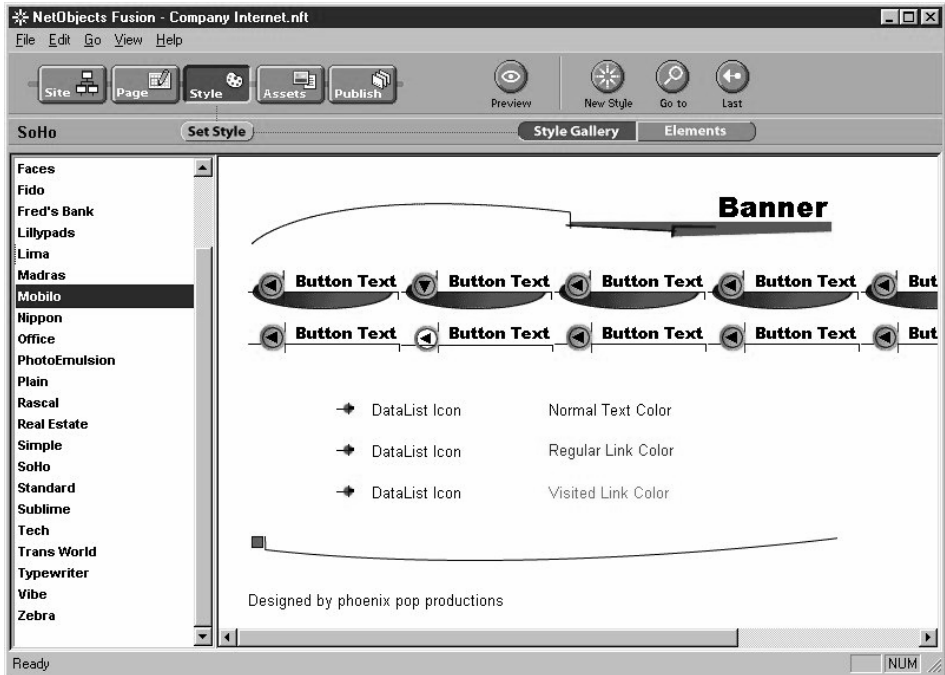 NetObjects Fusion - Company Internet.nft
File Edit Go View Help
Site Page Style Assets Publish Preview New Style Go to Last
SoHo Set Style Style Gallery Elements
Faces
Fido
Fred's Bank
Lillypads
Lima
Madras
Mobilo
Nippon
Office
PhotoEmulsion
Plain
Rascal
Real Estate
Simple
SoHo
Standard
Sublime
Tech
Trans World
Typewriter
Vibe
Zebra
Banner
Button Text Button Text Button Text Button Text But
Button Text Button Text Button Text Button Text But
DataList Icon Normal Text Color
DataList Icon Regular Link Color
DataList Icon Visited Link Color
Designed by phoenix pop productions
Ready NUM